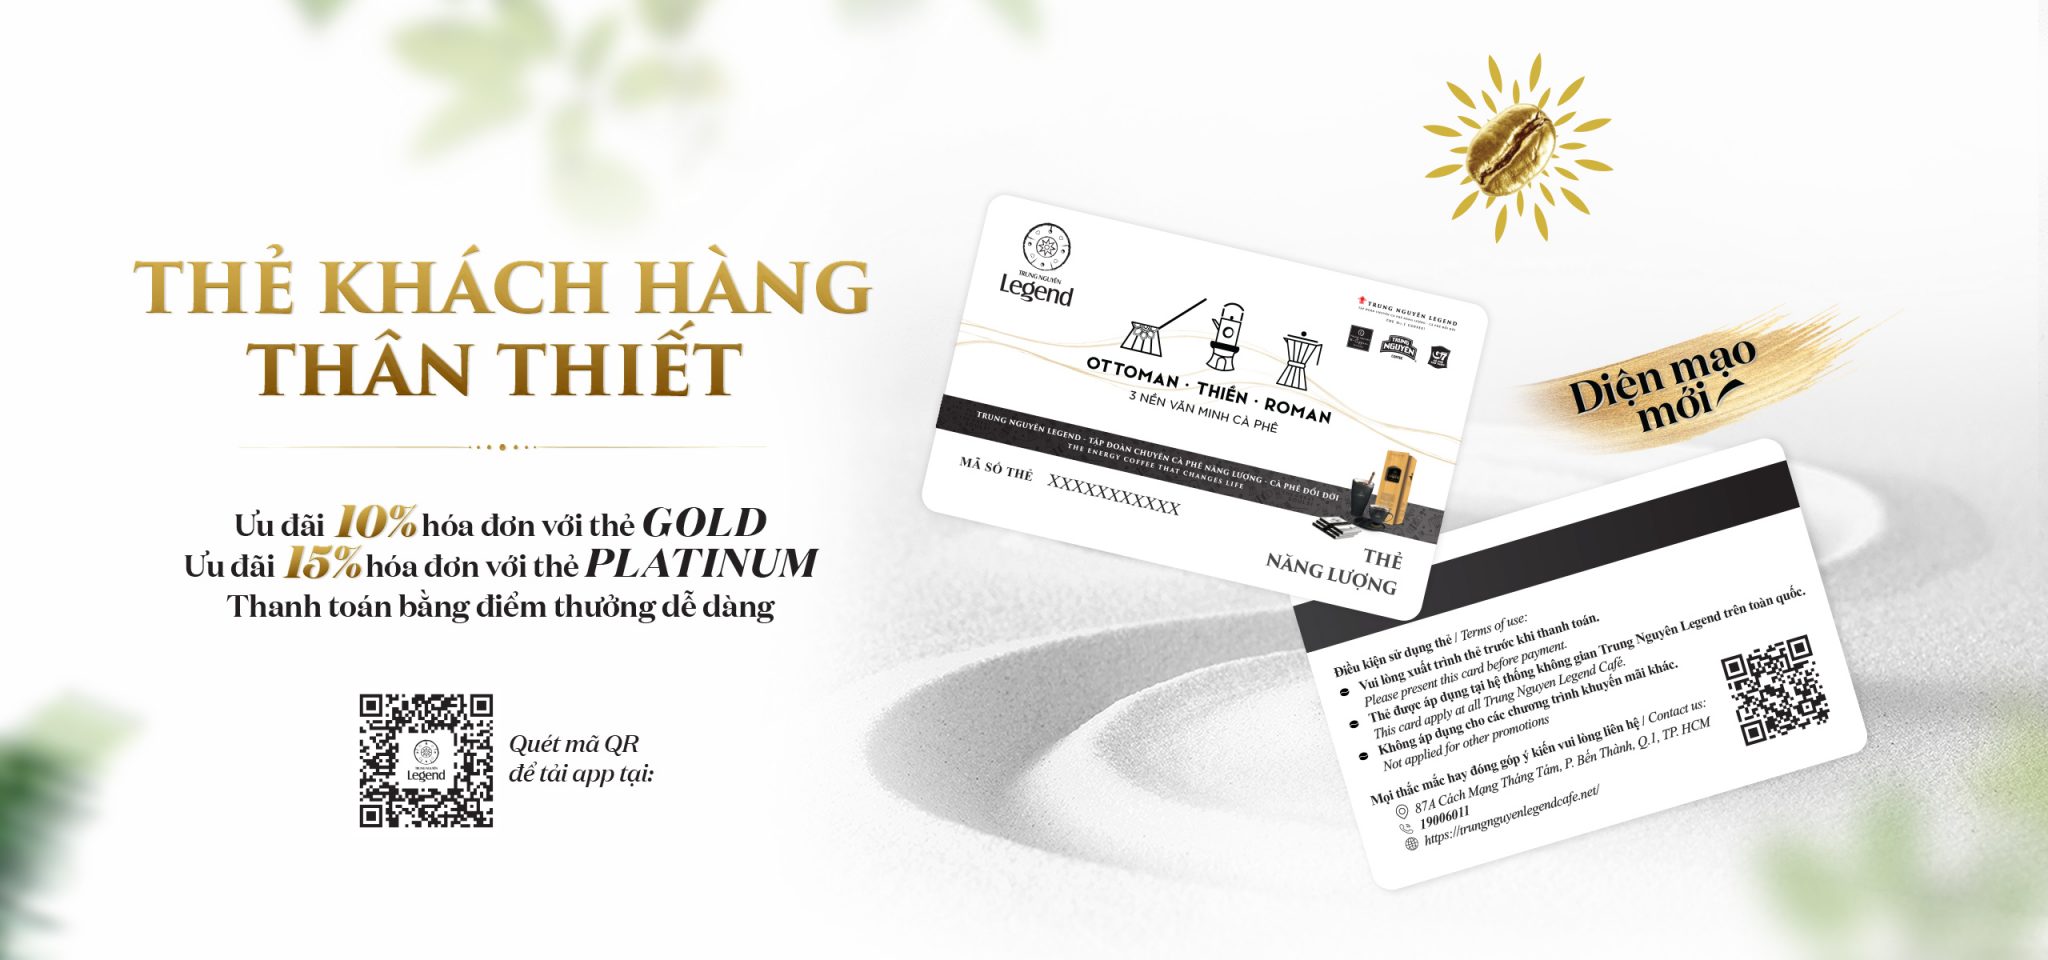 THẺ KHÁCH HÀNG
THÂN THIẾT
Ưu đãi 10% hóa đơn với thẻ GOLD
Ưu đãi 15% hóa đơn với thẻ PLATINUM
Thanh toán bằng điểm thưởng dễ dàng
TRUNG NGUYÊN
Legend
Quét mã QR
để tải app tại:
TRUNG NGUYÊN
Legend
TRUNG NGUYÊN LEGEND
TRUNG
NGUYÊN
COFFEE
OTTOMAN · THIỀN · ROMAN
3 NỀN VĂN MINH CÀ PHÊ
TRUNG NGUYÊN LEGEND - TẬP ĐOÀN CHUYÊN CÀ PHÊ NĂNG LƯỢNG - CÀ PHÊ ĐỔI ĐỜI
THE ENERGY COFFEE THAT CHANGES LIFE
MÃ SỐ THẺ XXXXXXXXXXX
THẺ
NĂNG LƯỢNG
Diện mạo
mới
Điều kiện sử dụng thẻ / Terms of use:
Vui lòng xuất trình thẻ trước khi thanh toán.
Please present this card before payment.
Thẻ được áp dụng tại hệ thống không gian Trung Nguyên Legend trên toàn quốc.
This card apply at all Trung Nguyen Legend Café.
Không áp dụng cho các chương trình khuyến mãi khác.
Not applied for other promotions
Mọi thắc mắc hay đóng góp ý kiến vui lòng liên hệ / Contact us:
87A Cách Mạng Tháng Tám, P. Bến Thành, Q.1, TP. HCM
19006011
https://trungnguyenlegendcafe.net/